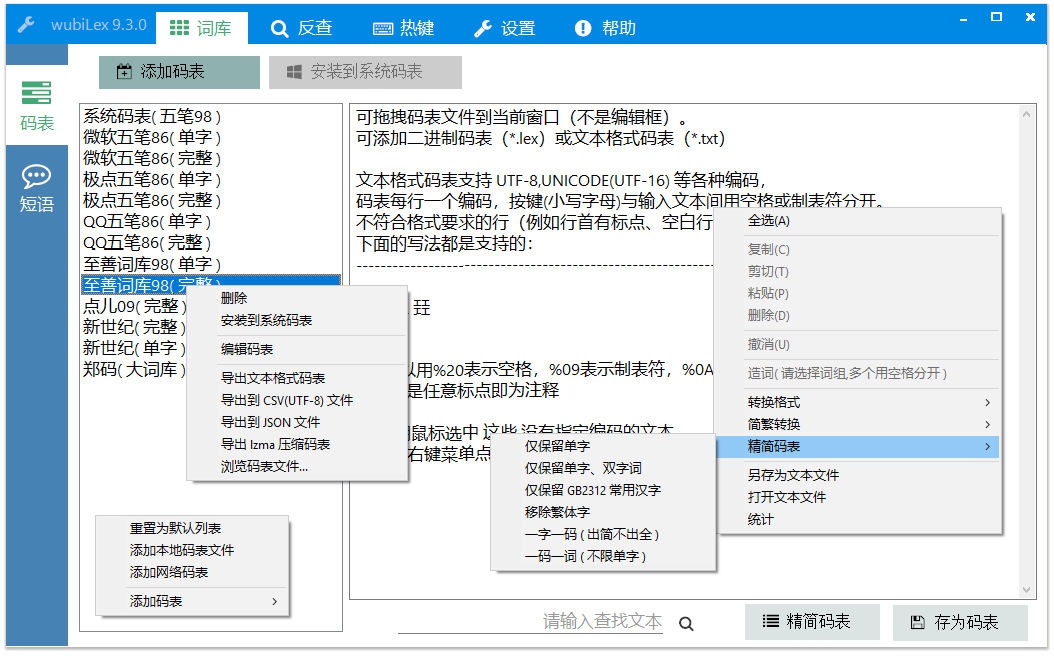 wubiLex 9.3.0
词库
反查
热键
设置
帮助
码表
短语
添加码表
安装到系统码表
系统码表( 五笔98 )
微软五笔86( 单字 )
微软五笔86( 完整 )
极点五笔86( 单字 )
极点五笔86( 完整 )
QQ五笔86( 单字 )
QQ五笔86( 完整 )
至善词库98( 单字 )
至善词库98( 完整 )
点儿09( 完整 )
新世纪( 完整 )
新世纪( 单字 )
郑码( 大词库 )
删除
安装到系统码表
编辑码表
导出文本格式码表
导出到 CSV(UTF-8) 文件
导出到 JSON 文件
导出 lzma 压缩码表
浏览码表文件...
重置为默认列表
添加本地码表文件
添加网络码表
添加码表
可拖拽码表文件到当前窗口（不是编辑框）。
可添加二进制码表（*.lex）或文本格式码表（*.txt）
文本格式码表支持 UTF-8,UNICODE(UTF-16) 等各种编码，
码表每行一个编码，按键(小写字母)与输入文本间用空格或制表符分开。
不符合格式要求的行（例如行首有标点、空白行
下面的写法都是支持的：
------------------------------------------------------------
以用%20表示空格，%09表示制表符，%0A
是任意标点即为注释
鼠标选中 这些 没有指定编码的文本
右键菜单点
全选(A)
复制(C)
剪切(T)
粘贴(P)
删除(D)
撤消(U)
造词( 请选择词组,多个用空格分开 )
转换格式
简繁转换
精简码表
另存为文本文件
打开文本文件
统计
仅保留单字
仅保留单字、双字词
仅保留 GB2312 常用汉字
移除繁体字
一字一码 ( 出简不出全 )
一码一词 ( 不限单字 )
请输入查找文本
精简码表
存为码表